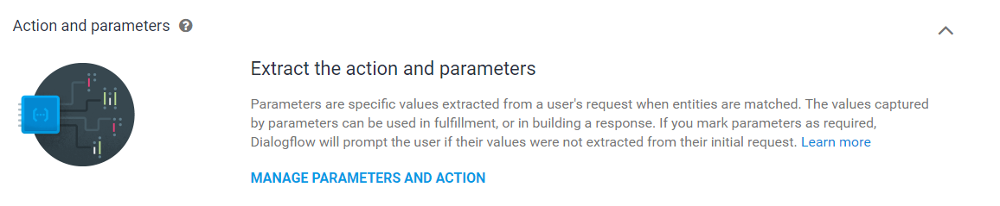 Action and parameters
Extract the action and parameters
Parameters are specific values extracted from a user's request when entities are matched. The values captured
by parameters can be used in fulfillment, or in building a response. If you mark parameters as required,
Dialogflow will prompt the user if their values were not extracted from their initial request. Learn more
MANAGE PARAMETERS AND ACTION